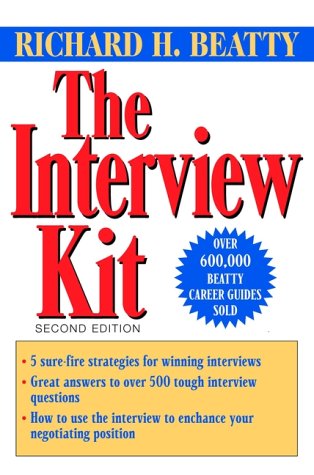 RICHARD H. BEATTY
The
Interview
Kit
SECOND EDITION
OVER
600,000
BEATTY
CAREER GUIDES
SOLD
• 5 sure-fire strategies for winning interviews
• Great answers to over 500 tough interview
questions
• How to use the interview to enchance your
negotiating position